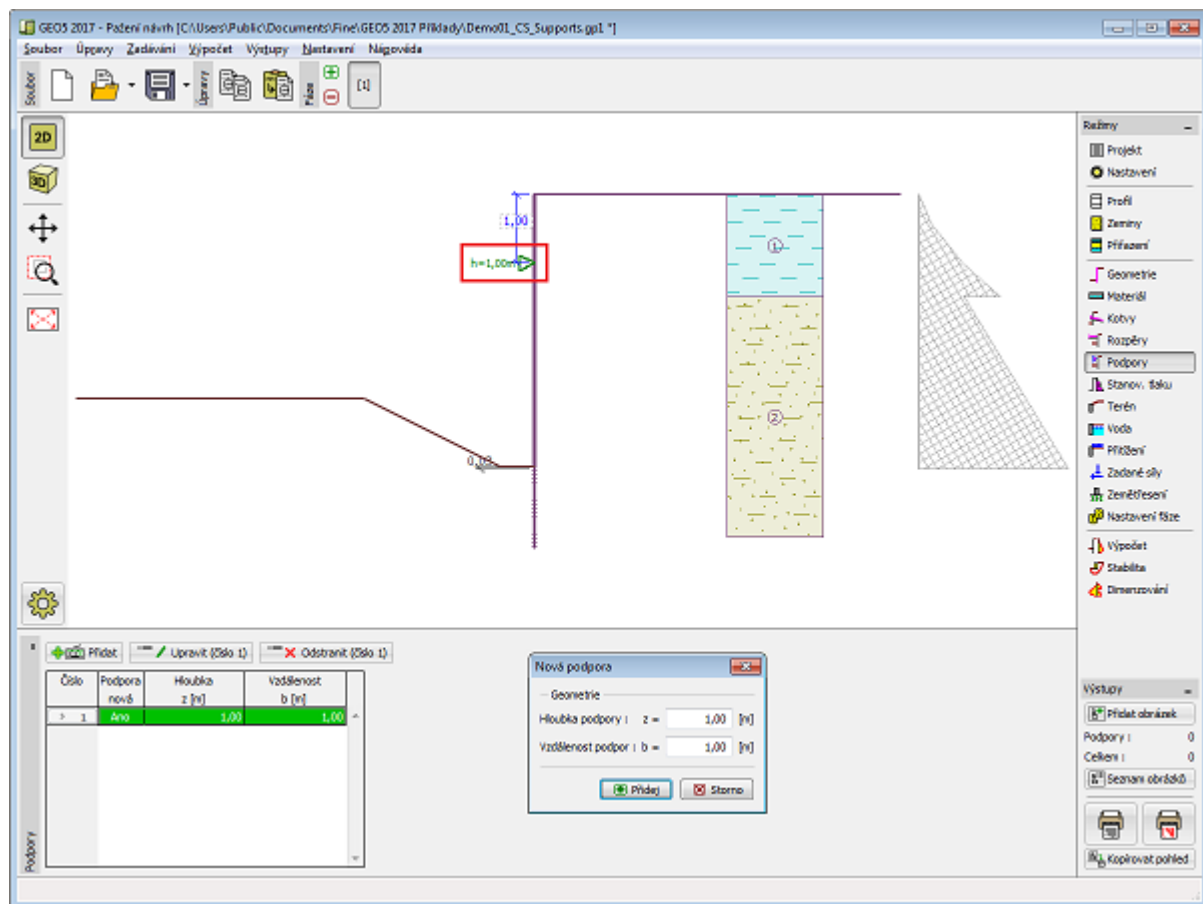 GEO5 2017 - Pažení návrh [C:\Users\Public\Documents\Fine\GEO5 2017 Příklady\Demo01_CS_Supports.gp1 *]
Soubor Úpravy Zadávání Výpočet Výstupy Nastavení Nápověda
Soubor
Úpravy
Fáze
[1]
2D
3D
1,00
h=1,00m
1
2
0,02
Režimy
Projekt
Nastavení
Profil
Zeminy
Přiřazení
Geometrie
Materiál
Kotvy
Rozpěry
Podpory
Stanov. tlaku
Terén
Voda
Přitížení
Zadané síly
Zemětřesení
Nastavení fáze
Výpočet
Stabilita
Dimenzování
Podpory
Přidat Upravit (číslo 1) Odstranit (číslo 1)
Číslo Podpora Hloubka Vzdálenost
nová z [m] b [m]
> 1 Ano 1,00 1,00
Nová podpora
Geometrie
Hloubka podpory : z = 1,00 [m]
Vzdálenost podpor : b = 1,00 [m]
Přidej Storno
Výstupy
Přidat obrázek
Podpory : 0
Celkem : 0
Seznam obrázků
Kopírovat pohled